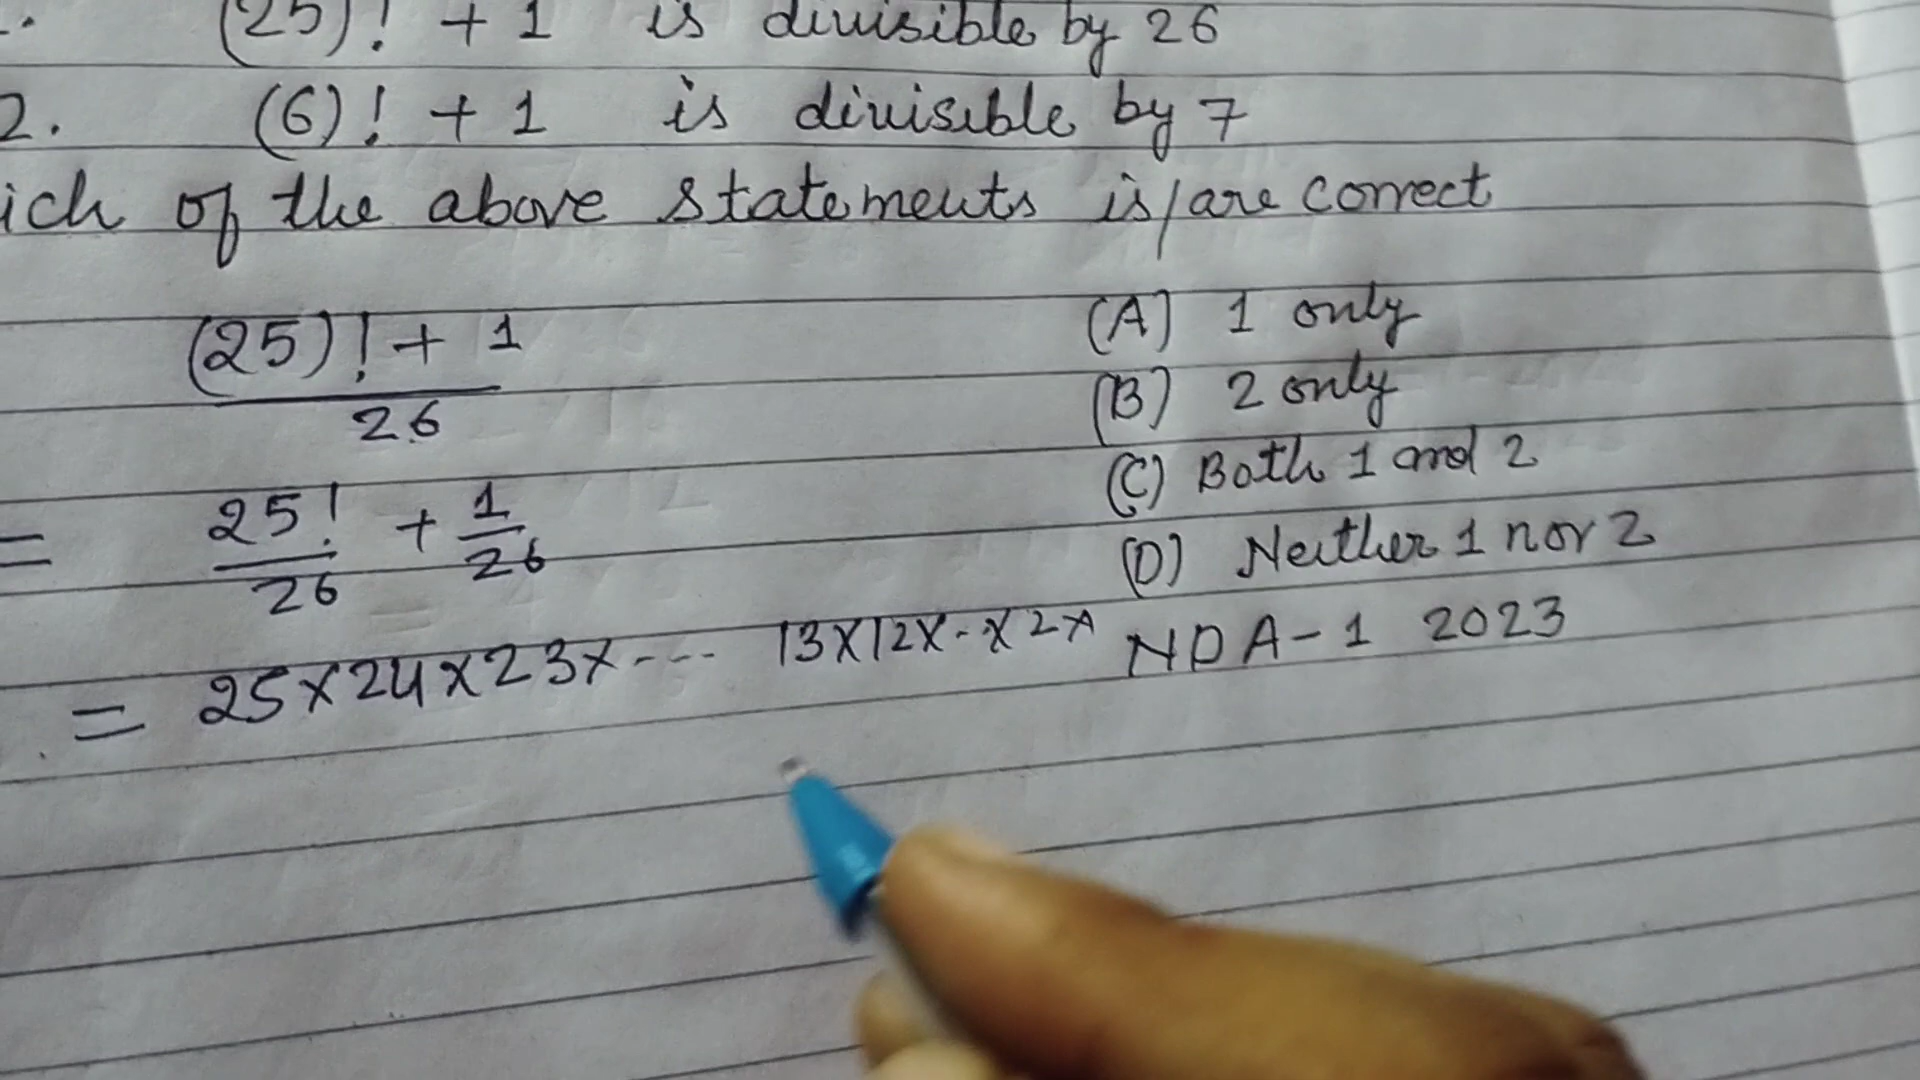 (25)! + 1 is divisible by 26
2. (6)! + 1 is divisible by 7
ich of the above statements is/are correct
(25)! + 1
26
(A) 1 only
(B) 2 only
(C) Both 1 and 2
(D) Neither 1 nor 2
NDA-1 2023
= 25! + 1
26 26
= 25×24×23×---- 13×12×-×2×